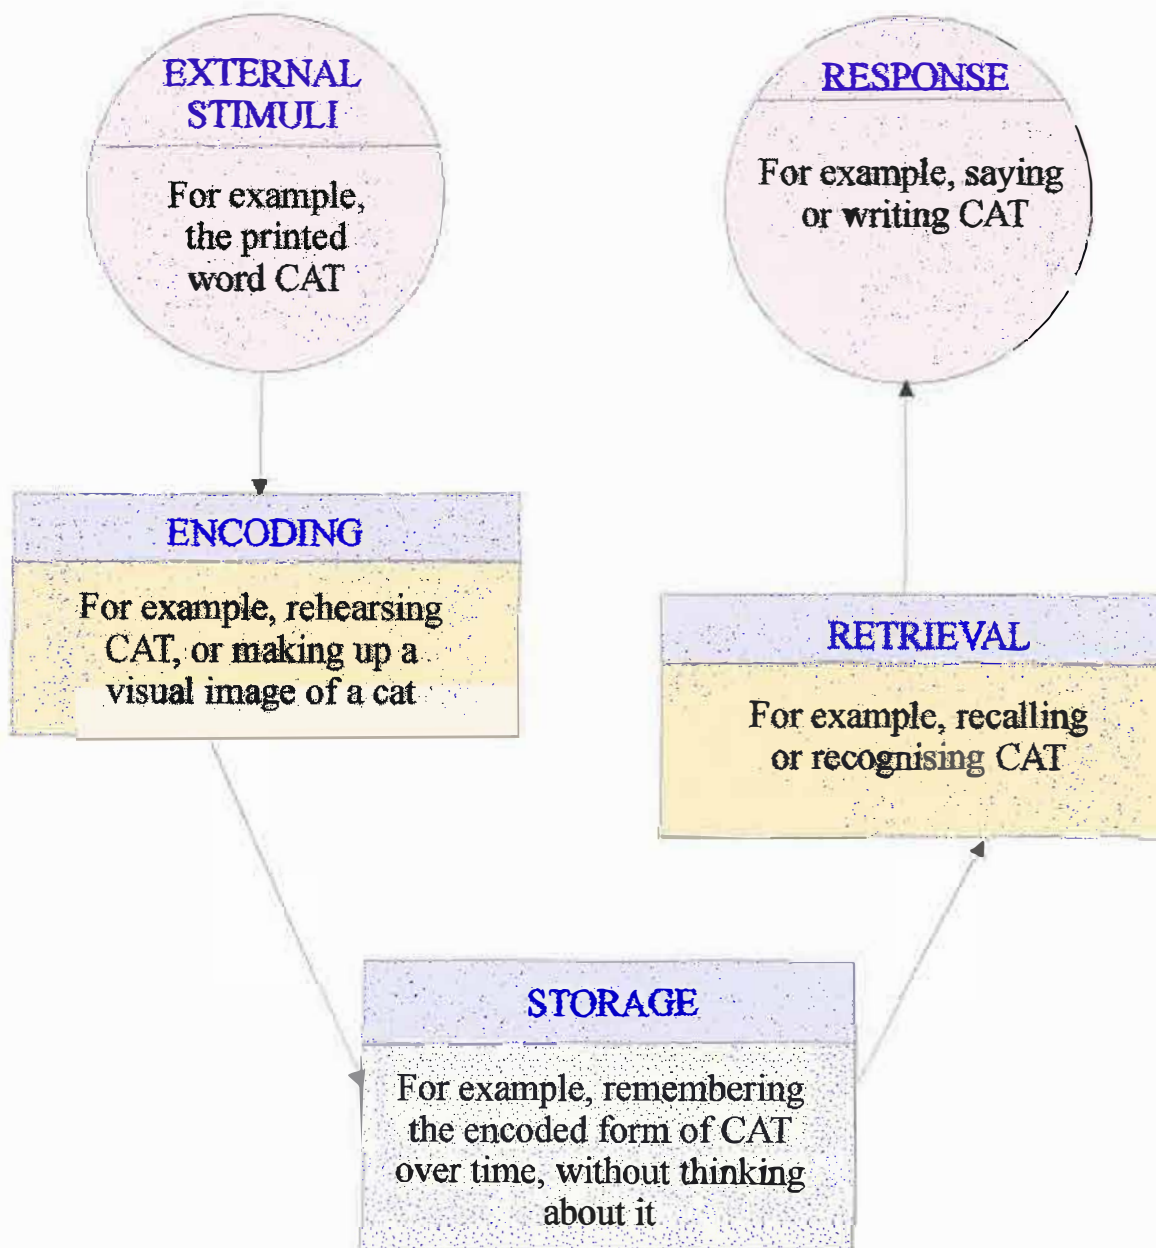 EXTERNAL
STIMULI
For example,
the printed
word CAT
RESPONSE
For example, saying
or writing CAT
ENCODING
For example, rehearsing
CAT, or making up a
visual image of a cat
RETRIEVAL
For example, recalling
or recognising CAT
STORAGE
For example, remembering
the encoded form of CAT
over time, without thinking
about it